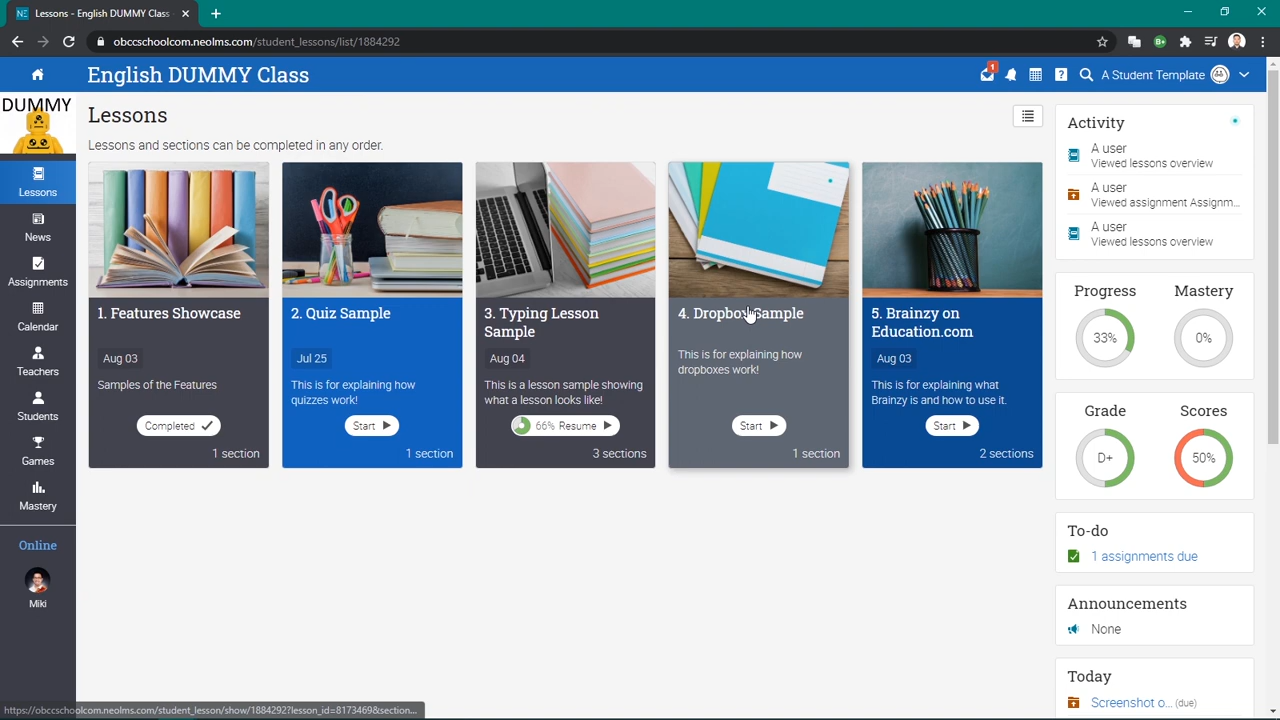 Lessons - English DUMMY Class
obccschoolcom.neolms.com/student_lessons/list/1884292
English DUMMY Class
1
A Student Template
DUMMY
Lessons
News
Assignments
Calendar
Teachers
Students
Games
Mastery
Online
Miki
Lessons
Lessons and sections can be completed in any order.
1. Features Showcase
Aug 03
Samples of the Features
Completed
1 section
2. Quiz Sample
Jul 25
This is for explaining how
quizzes work!
Start
1 section
3. Typing Lesson
Sample
Aug 04
This is a lesson sample showing
what a lesson looks like!
66% Resume
3 sections
4. Dropbox Sample
This is for explaining how
dropboxes work!
Start
1 section
5. Brainzy on
Education.com
Aug 03
This is for explaining what
Brainzy is and how to use it.
Start
2 sections
Activity
A user
Viewed lessons overview
A user
Viewed assignment Assignm...
A user
Viewed lessons overview
Progress
Mastery
33%
0%
Grade
Scores
D+
50%
To-do
1 assignments due
Announcements
None
Today
Screenshot o... (due)
https://obccschoolcom.neolms.com/student_lesson/show/1884292?lesson_id=8173469&section...